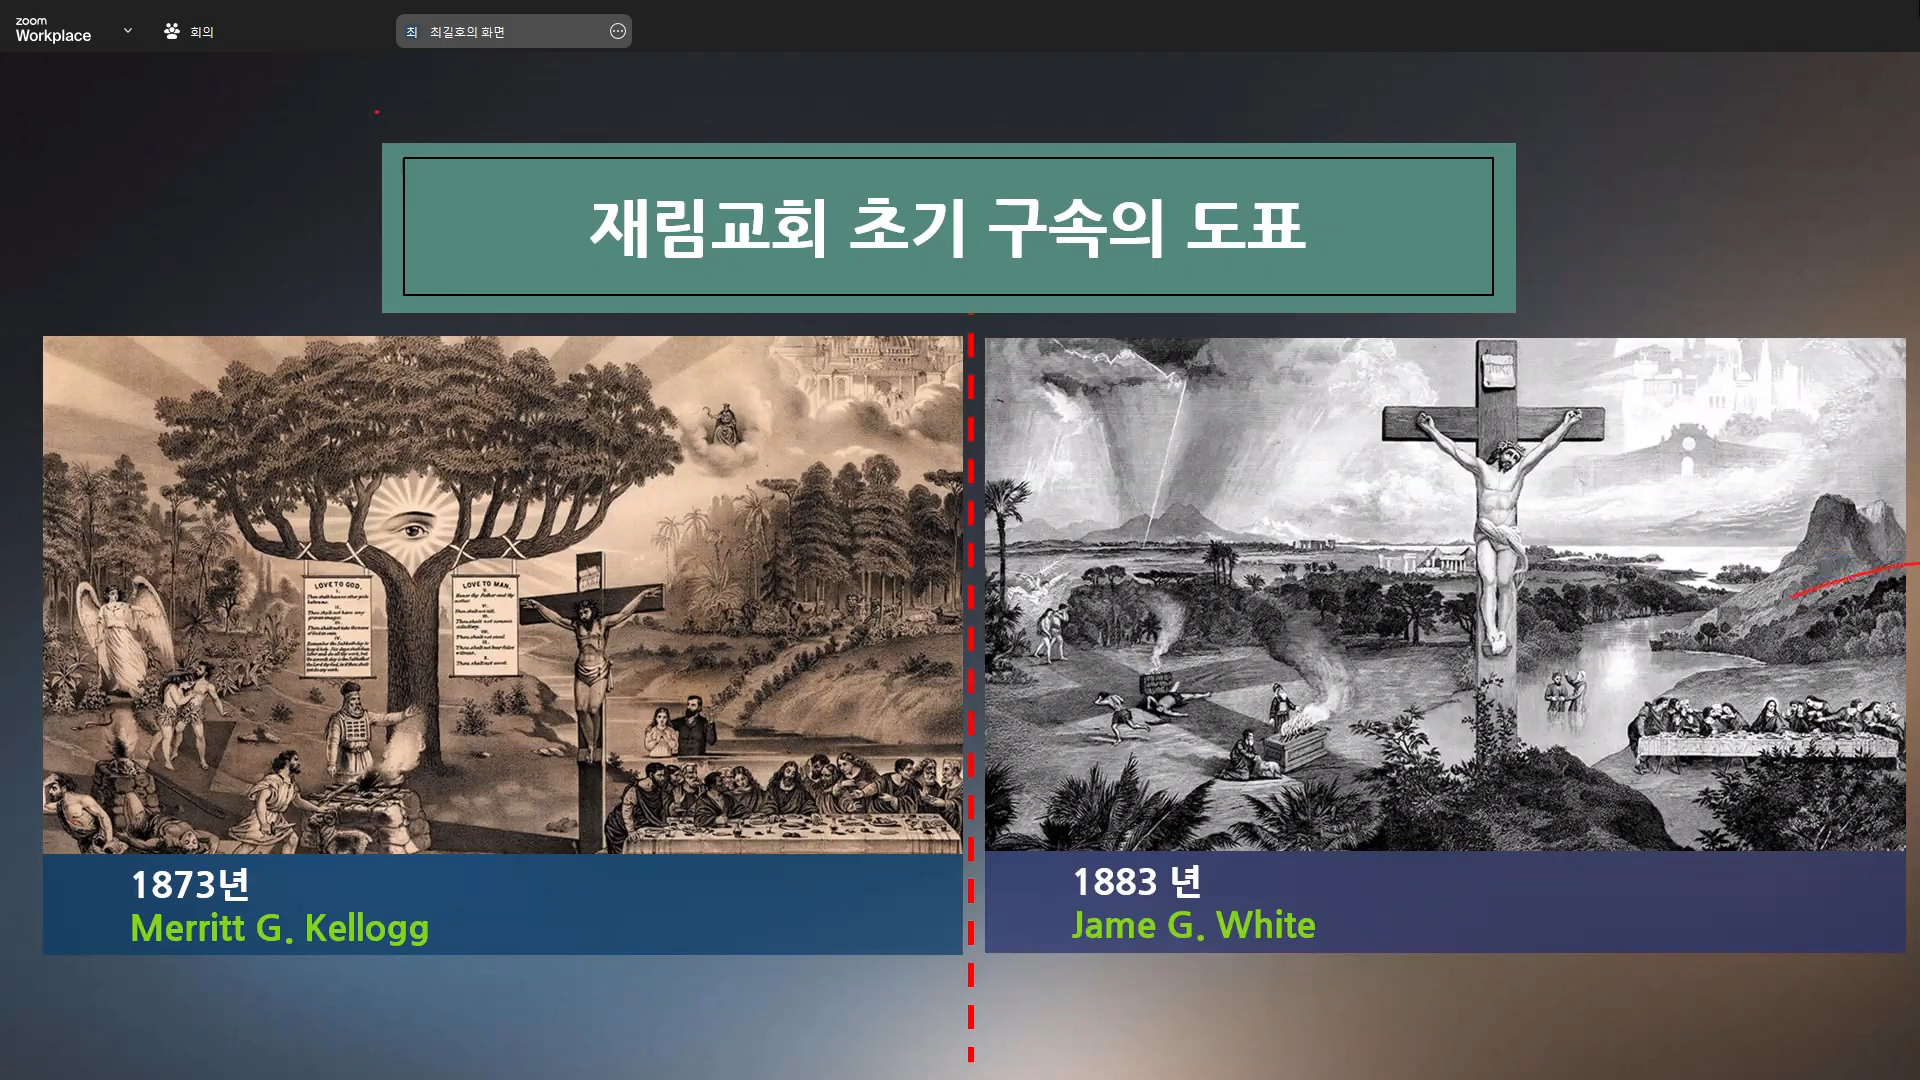 zoom
Workplace
회의
최 최길호의 화면
재림교회 초기 구속의 도표
LOVE TO GOD.
LOVE TO MAN.
1873년
Merritt G. Kellogg
1883 년
Jame G. White